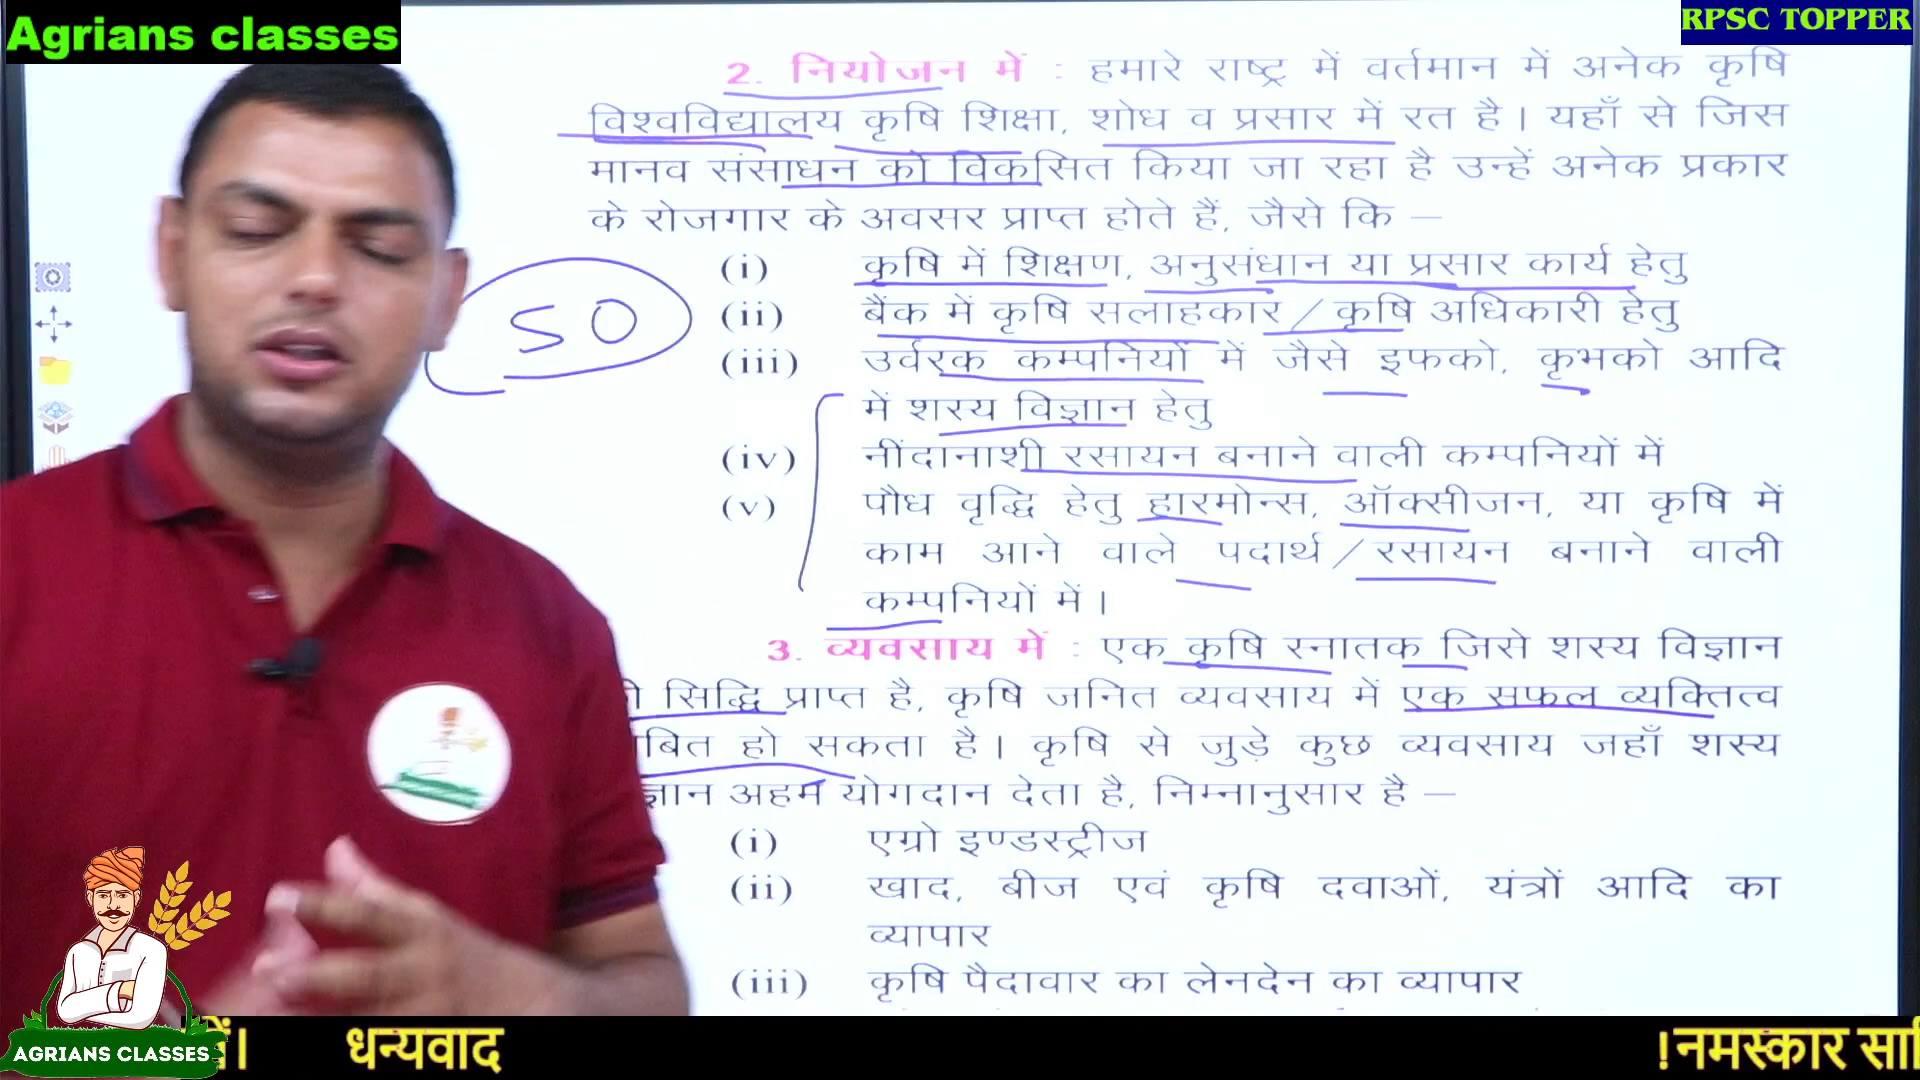 Agrians classes
RPSC TOPPER
2. नियोजन में : हमारे राष्ट्र में वर्तमान में अनेक कृषि
विश्वविद्यालय कृषि शिक्षा, शोध व प्रसार में रत है। यहाँ से जिस
मानव संसाधन को विकसित किया जा रहा है उन्हें अनेक प्रकार
के रोजगार के अवसर प्राप्त होते हैं, जैसे कि –
(i) कृषि में शिक्षण, अनुसंधान या प्रसार कार्य हेतु
(ii) बैंक में कृषि सलाहकार / कृषि अधिकारी हेतु
SO
(iii) उर्वरक कम्पनियों में जैसे इफको, कृभको आदि
में शस्य विज्ञान हेतु
(iv) नींदानाशी रसायन बनाने वाली कम्पनियों में
(v) पौध वृद्धि हेतु हारमोन्स, ऑक्सीजन, या कृषि में
काम आने वाले पदार्थ / रसायन बनाने वाली
कम्पनियों में।
3. व्यवसाय में : एक कृषि स्नातक जिसे शस्य विज्ञान
सिद्धि प्राप्त है, कृषि जनित व्यवसाय में एक सफल व्यक्तित्व
बित हो सकता है। कृषि से जुड़े कुछ व्यवसाय जहाँ शस्य
ज्ञान अहम योगदान देता है, निम्नानुसार है –
(i) एग्रो इण्डस्ट्रीज
(ii) खाद, बीज एवं कृषि दवाओं, यंत्रों आदि का
व्यापार
(iii) कृषि पैदावार का लेनदेन का व्यापार
AGRIANS CLASSES
धन्यवाद
!नमस्कार सा